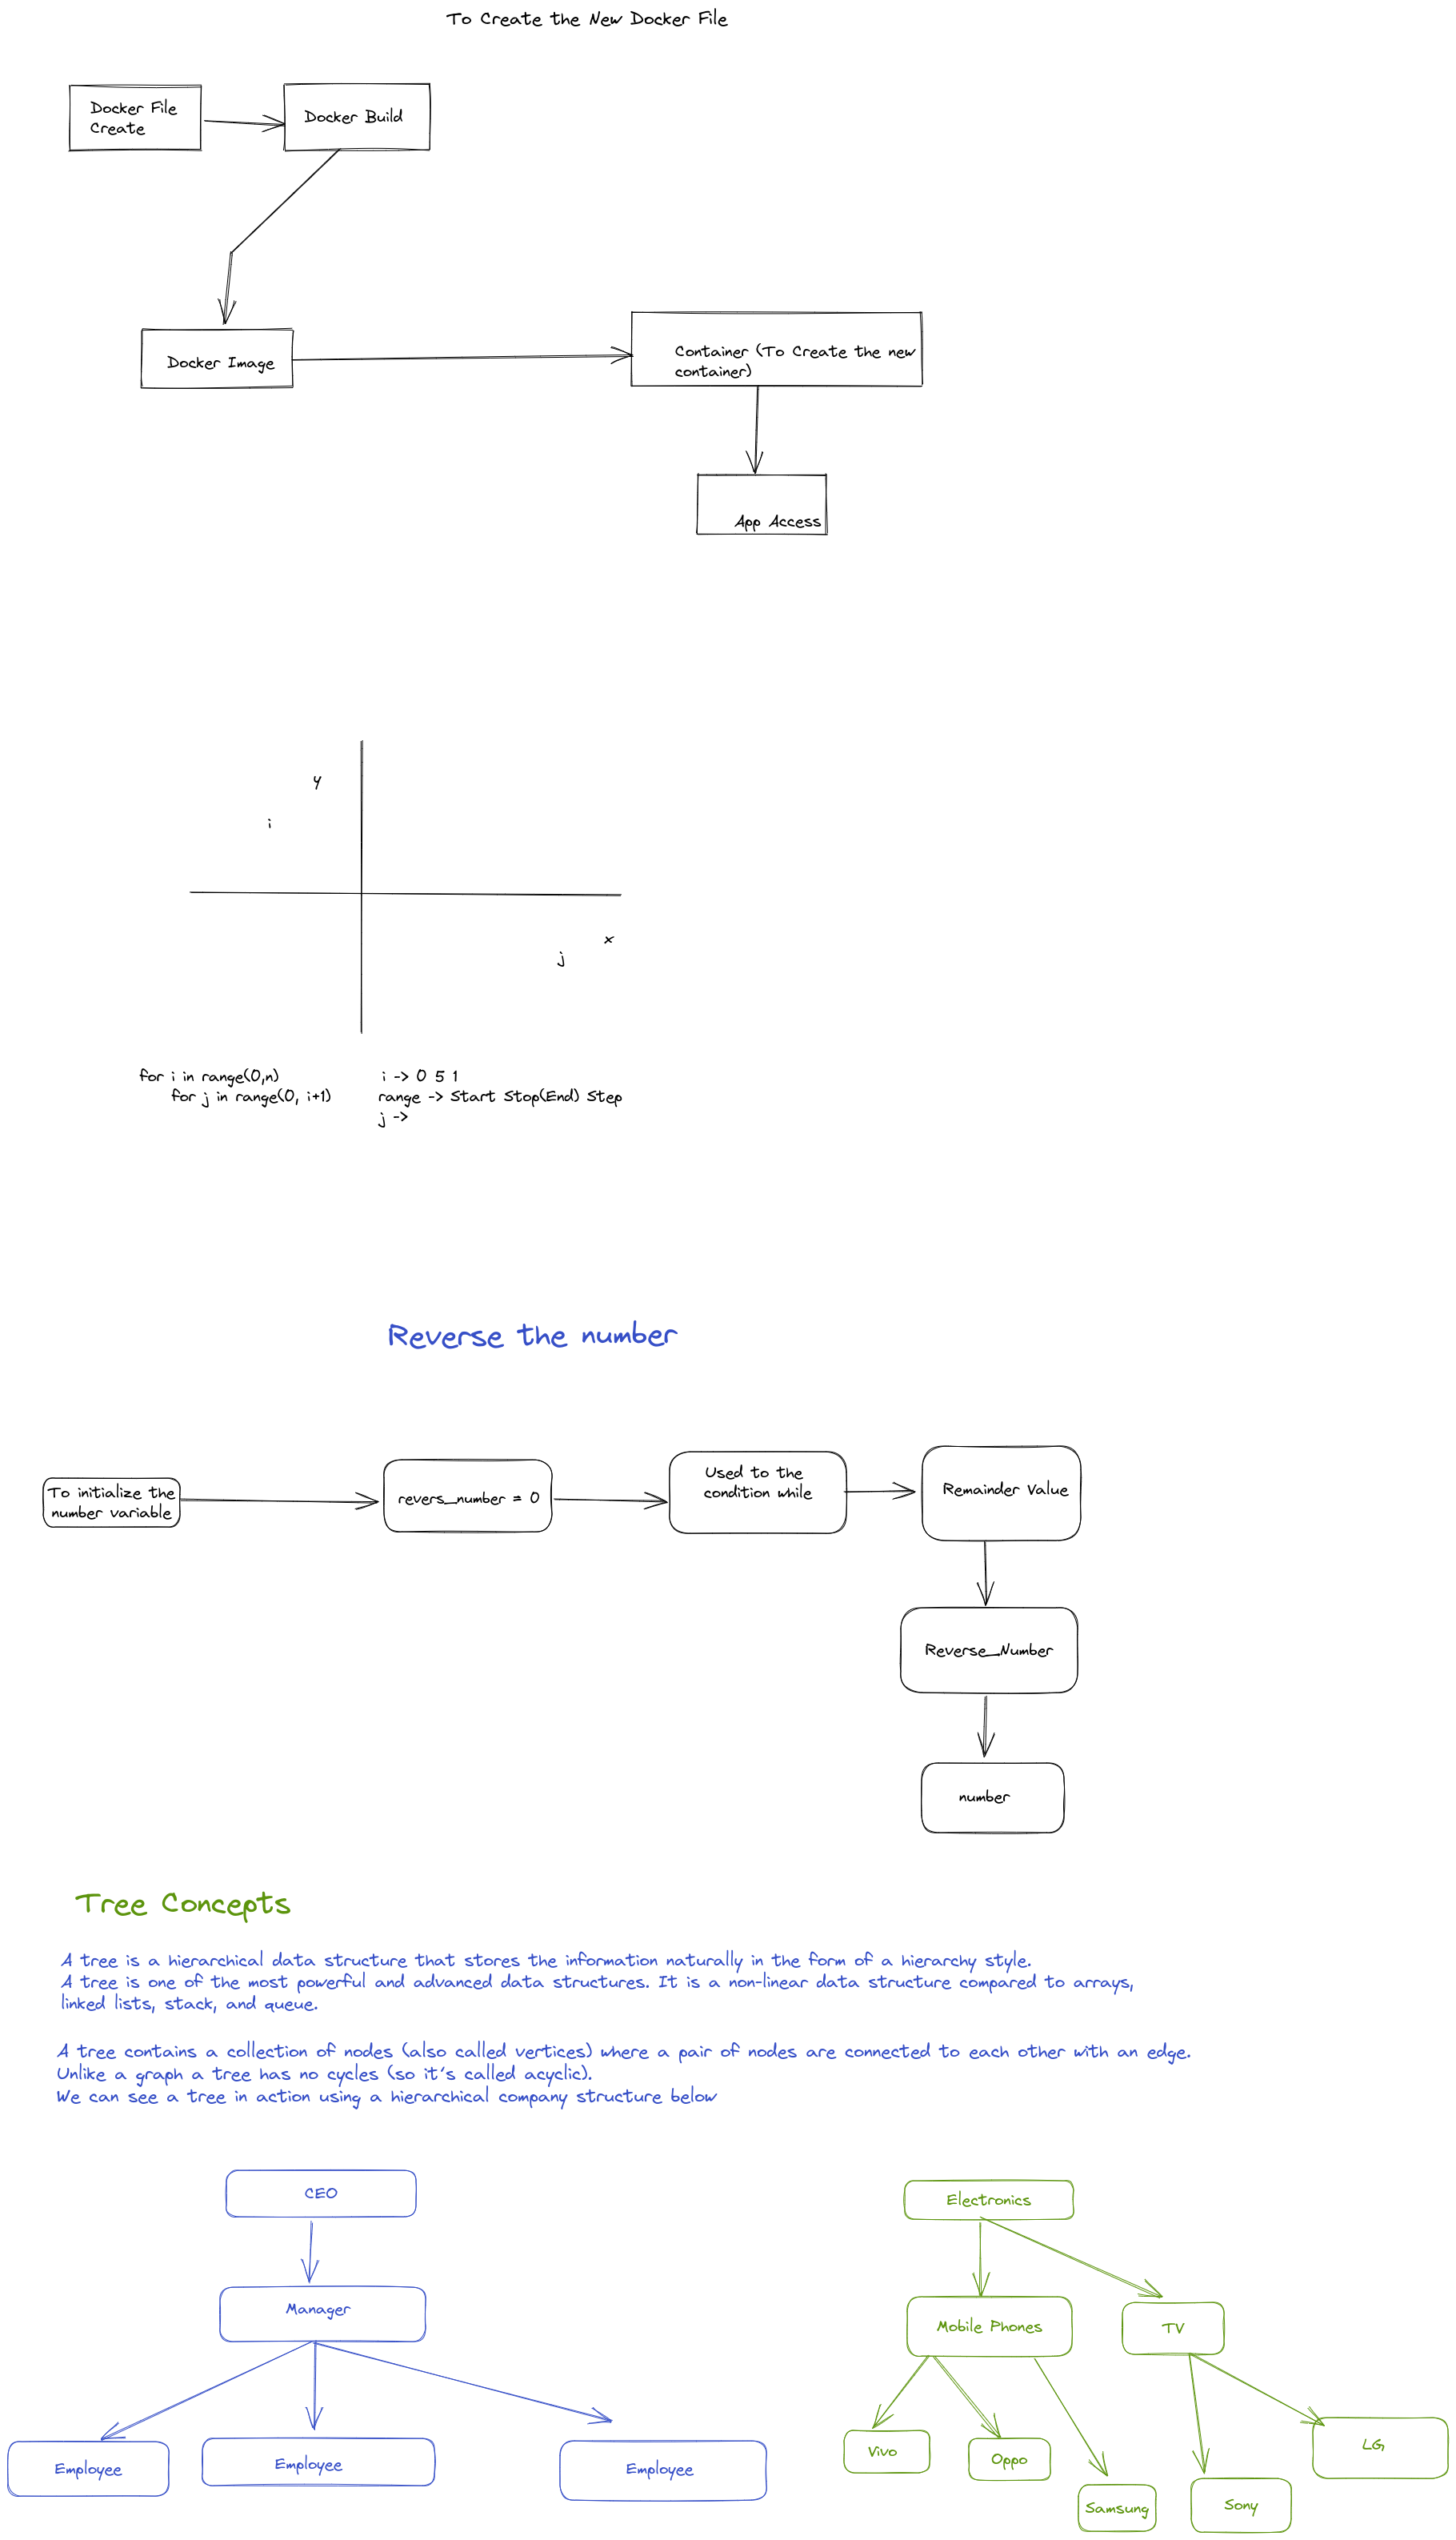 To Create the New Docker File
Docker File
Create
Docker Build
Docker Image
Container (To Create the new
container)
App Access
y
i
x
j
for i in range(0,n)
for j in range(0, i+1)
i -> 0 5 1
range -> Start Stop(End) Step
j ->
Reverse the number
To initialize the
number variable
revers_number = 0
Used to the
condition while
Remainder Value
Reverse_Number
number
Tree Concepts
A tree is a hierarchical data structure that stores the information naturally in the form of a hierarchy style.
A tree is one of the most powerful and advanced data structures. It is a non-linear data structure compared to arrays,
linked lists, stack, and queue.
A tree contains a collection of nodes (also called vertices) where a pair of nodes are connected to each other with an edge.
Unlike a graph a tree has no cycles (so it's called acyclic).
We can see a tree in action using a hierarchical company structure below
CEO
Manager
Employee
Employee
Employee
Electronics
Mobile Phones
TV
Vivo
Oppo
Samsung
Sony
LG